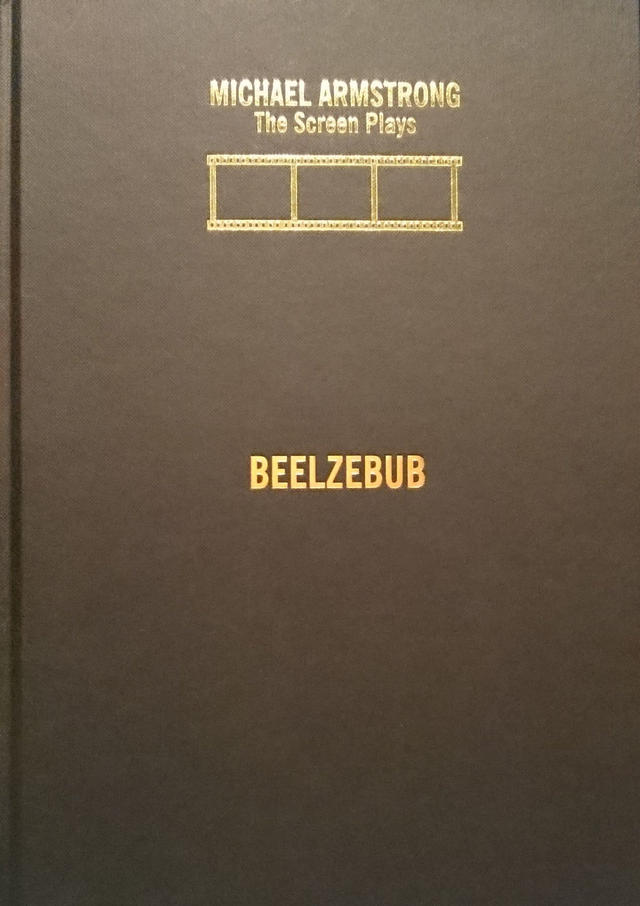 MICHAEL ARMSTRONG
The Screen Plays
BEELZEBUB